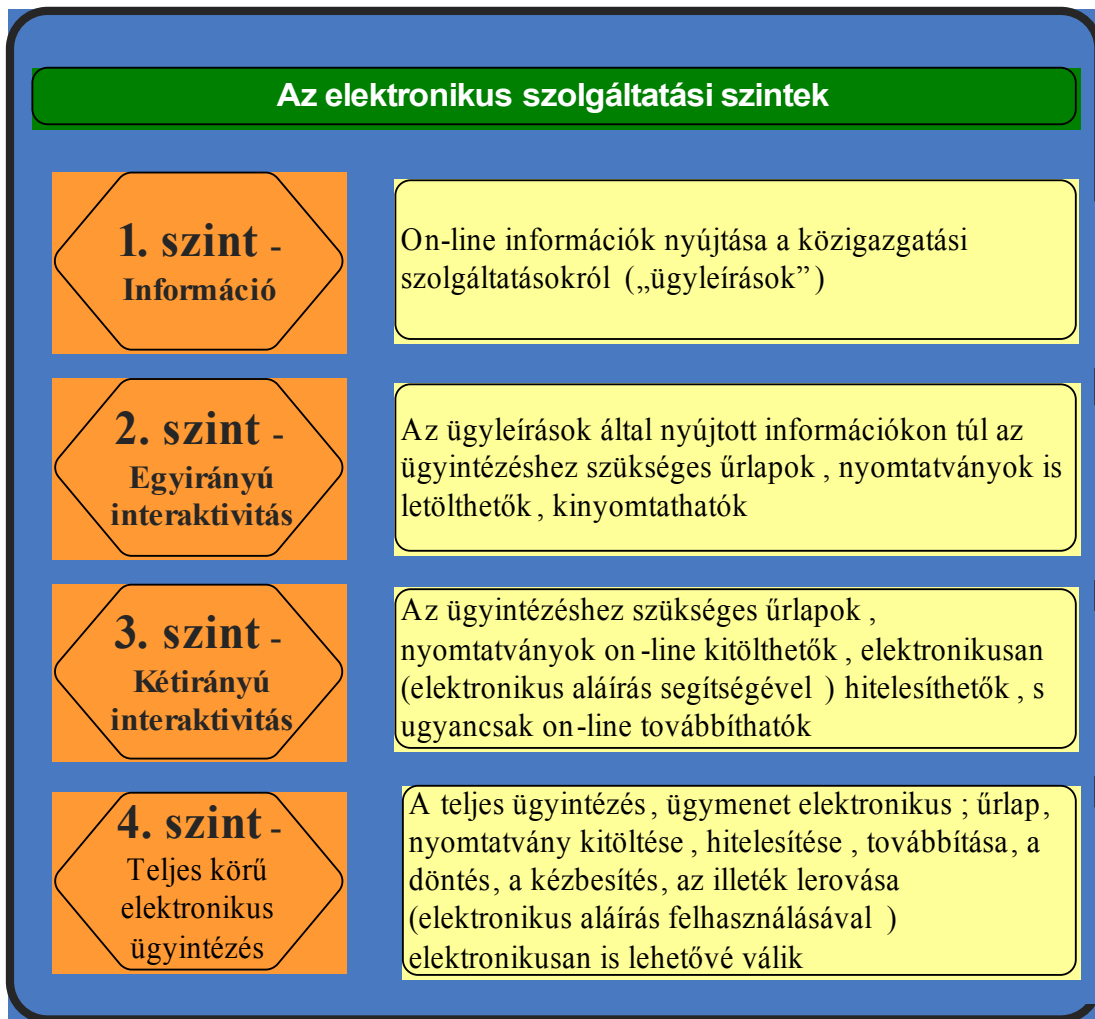 Az elektronikus szolgáltatási szintek
1. szint -
Információ
On-line információk nyújtása a közigazgatási
szolgáltatásokról („ügyleírások”)
2. szint -
Egyirányú
interaktivitás
Az ügyleírások által nyújtott információkon túl az
ügyintézéshez szükséges űrlapok , nyomtatványok is
letölthetők , kinyomtathatók
3. szint -
Kétirányú
interaktivitás
Az ügyintézéshez szükséges űrlapok ,
nyomtatványok on-line kitölthetők , elektronikusan
(elektronikus aláírás segítségével ) hitelesíthetők , s
ugyancsak on-line továbbíthatók
4. szint -
Teljes körű
elektronikus
ügyintézés
A teljes ügyintézés, ügymenet elektronikus ; űrlap,
nyomtatvány kitöltése , hitelesítése , továbbítása, a
döntés, a kézbesítés, az illeték lerovása
(elektronikus aláírás felhasználásával )
elektronikusan is lehetővé válik